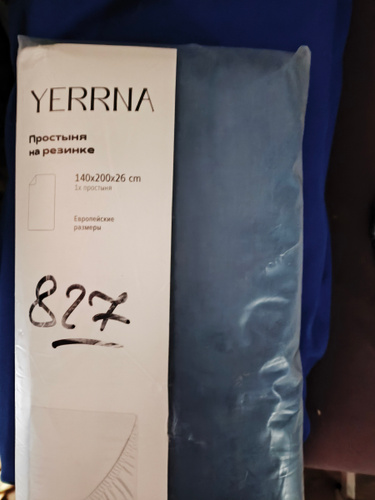 YERRNA
Простыня
на резинке
140x200x26 cm
1x простыня
Европейские
размеры
827